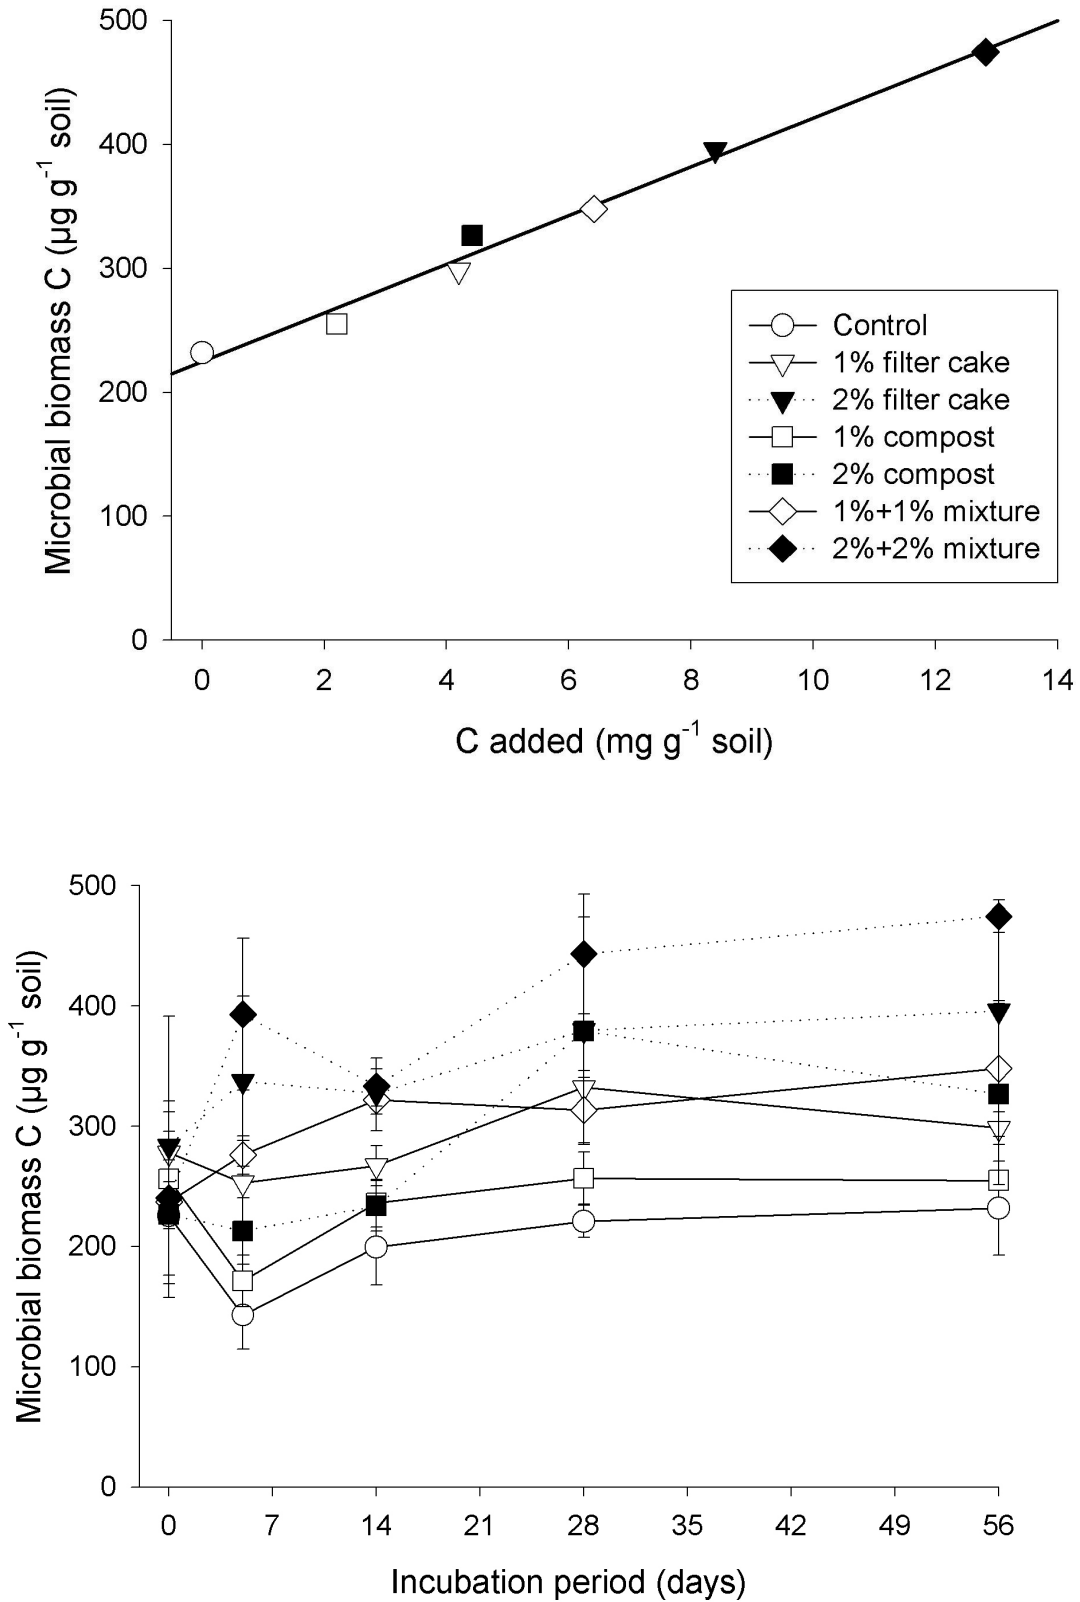 500
400
300
200
100
0
Microbial biomass C (µg g⁻¹ soil)
Control
1% filter cake
2% filter cake
1% compost
2% compost
1%+1% mixture
2%+2% mixture
0 2 4 6 8 10 12 14
C added (mg g⁻¹ soil)
500
400
300
200
100
0
Microbial biomass C (µg g⁻¹ soil)
0 7 14 21 28 35 42 49 56
Incubation period (days)